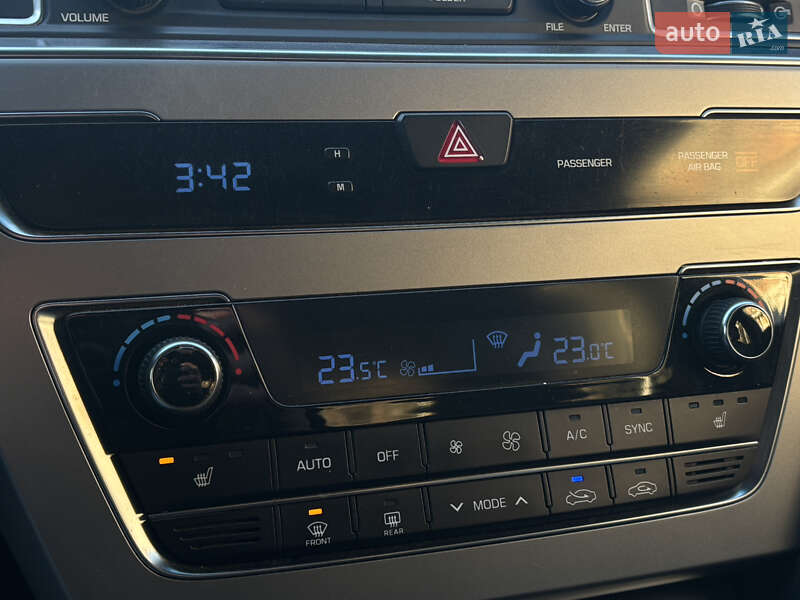 VOLUME
FILE
ENTER
auto RIA.com
3:42
H
M
PASSENGER
PASSENGER
AIR BAG OFF
23.5°C
23.0°C
AUTO
OFF
A/C
SYNC
FRONT
REAR
MODE